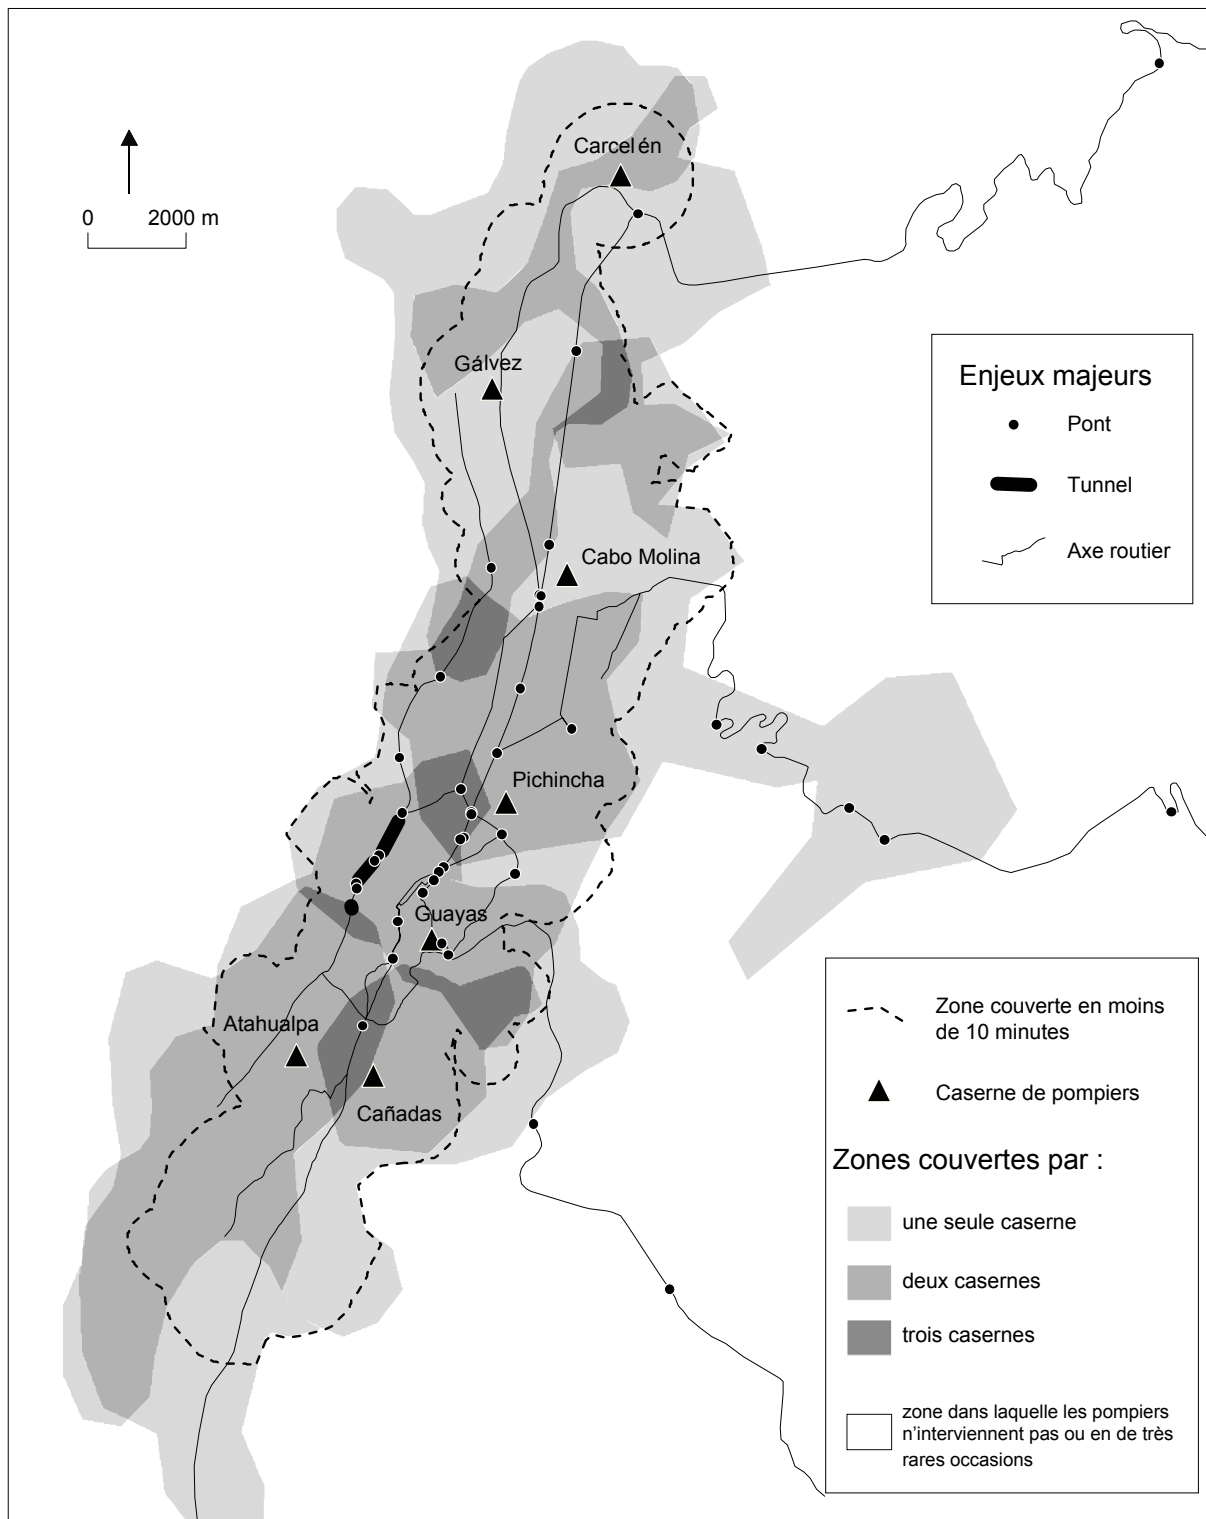 Carcelén
0 2000 m
Gálvez
Enjeux majeurs
Pont
Tunnel
Axe routier
Cabo Molina
Pichincha
Guayas
Atahualpa
Cañadas
Zone couverte en moins
de 10 minutes
Caserne de pompiers
Zones couvertes par :
une seule caserne
deux casernes
trois casernes
zone dans laquelle les pompiers
n'interviennent pas ou en de très
rares occasions